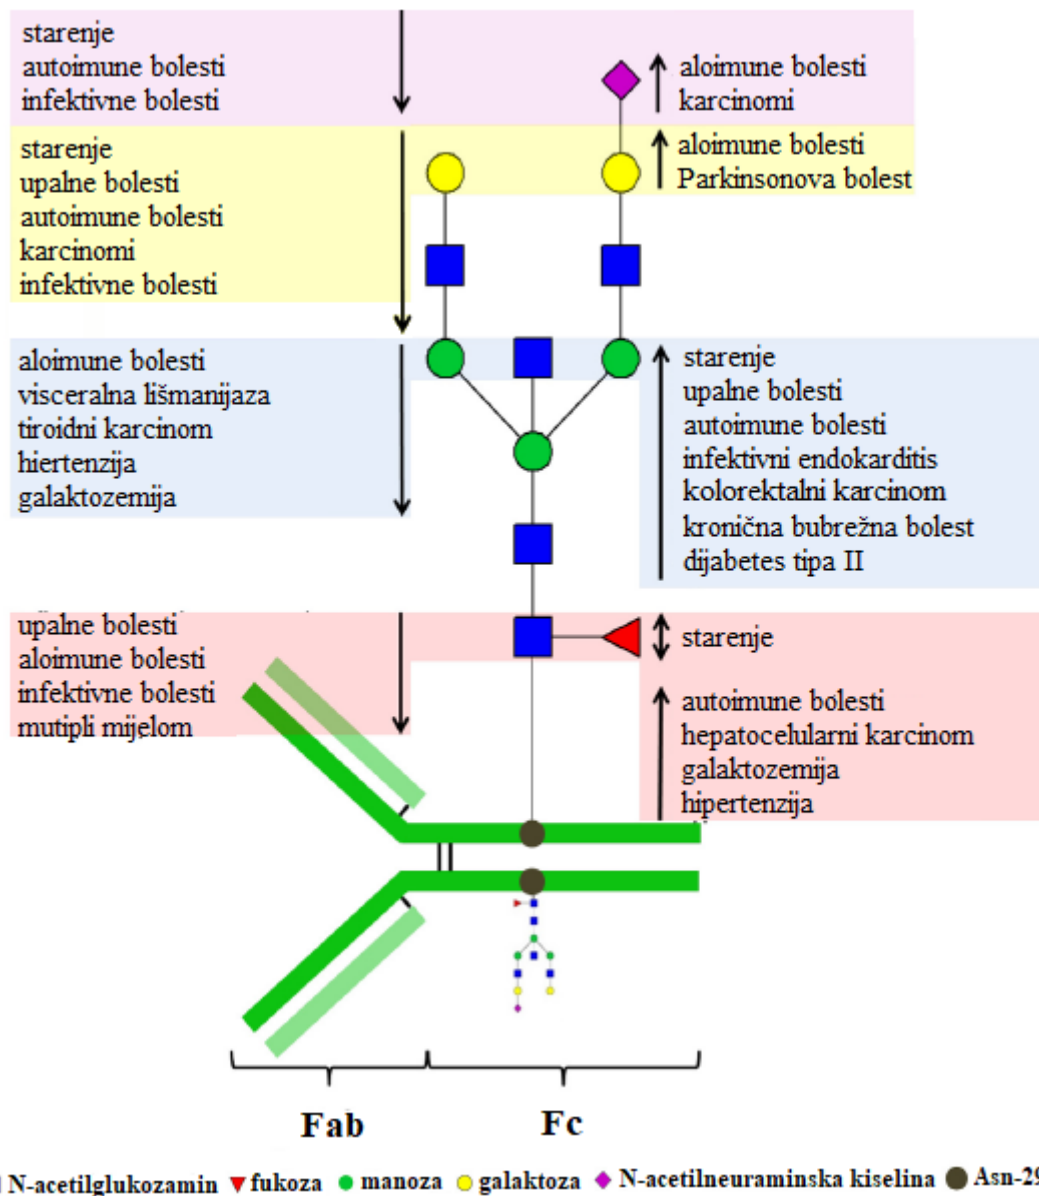 starenje
autoimune bolesti
infektivne bolesti
aloimune bolesti
karcinomi
starenje
upalne bolesti
autoimune bolesti
karcinomi
infektivne bolesti
aloimune bolesti
Parkinsonova bolest
aloimune bolesti
visceralna lišmanijaza
tiroidni karcinom
hiertenzija
galaktozemija
starenje
upalne bolesti
autoimune bolesti
infektivni endokarditis
kolorektalni karcinom
kronična bubrežna bolest
dijabetes tipa II
upalne bolesti
aloimune bolesti
infektivne bolesti
mutipli mijelom
starenje
autoimune bolesti
hepatocelularni karcinom
galaktozemija
hipertenzija
Fab Fc
N-acetilglukozamin fukoza manoza galaktoza N-acetilneuraminska kiselina Asn-29